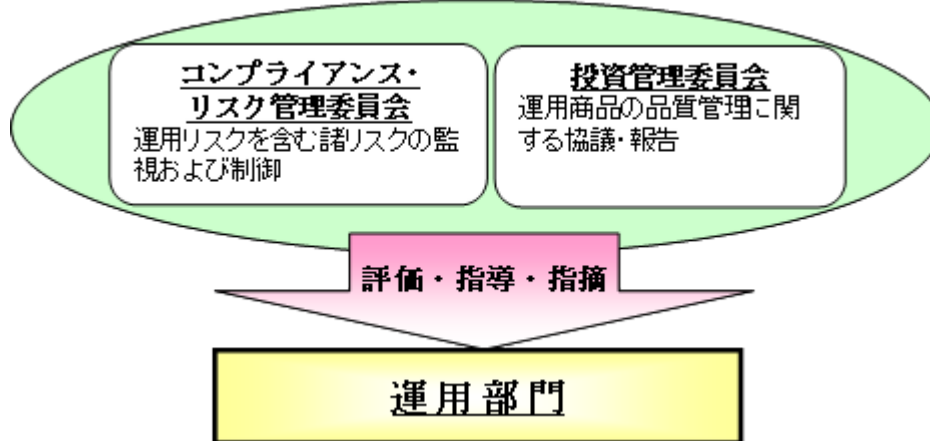 コンプライアンス・
リスク管理委員会
運用リスクを含む諸リスクの監
視および制御
投資管理委員会
運用商品の品質管理に関
する協議・報告
評価・指導・指摘
運用部門